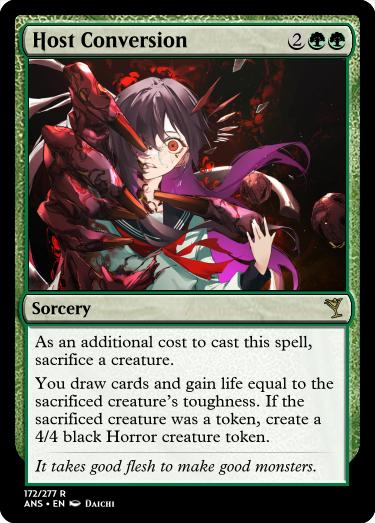 Host Conversion 2
Sorcery
As an additional cost to cast this spell,
sacrifice a creature.
You draw cards and gain life equal to the
sacrificed creature's toughness. If the
sacrificed creature was a token, create a
4/4 black Horror creature token.
It takes good flesh to make good monsters.
172/277 R
ANS • EN Daichi